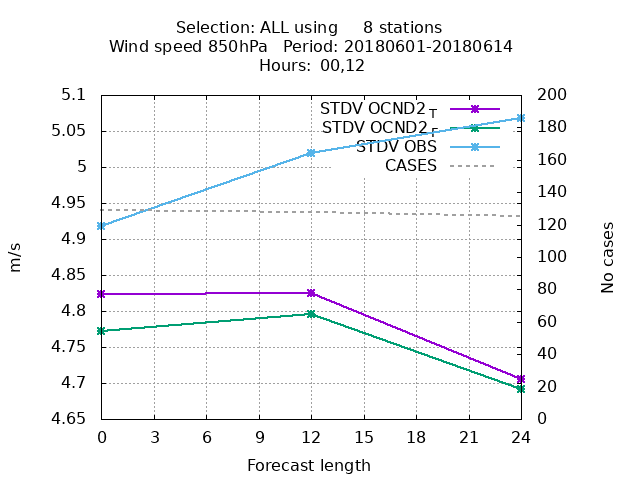 Selection: ALL using 8 stations
Wind speed 850hPa Period: 20180601-20180614
Hours: 00,12
5.1
5.05
5
4.95
4.9
4.85
4.8
4.75
4.7
4.65
m/s
STDV OCND2 T
STDV OCND2 F
STDV OBS
CASES
200
180
160
140
120
100
80
60
40
20
0
No cases
0 3 6 9 12 15 18 21 24
Forecast length